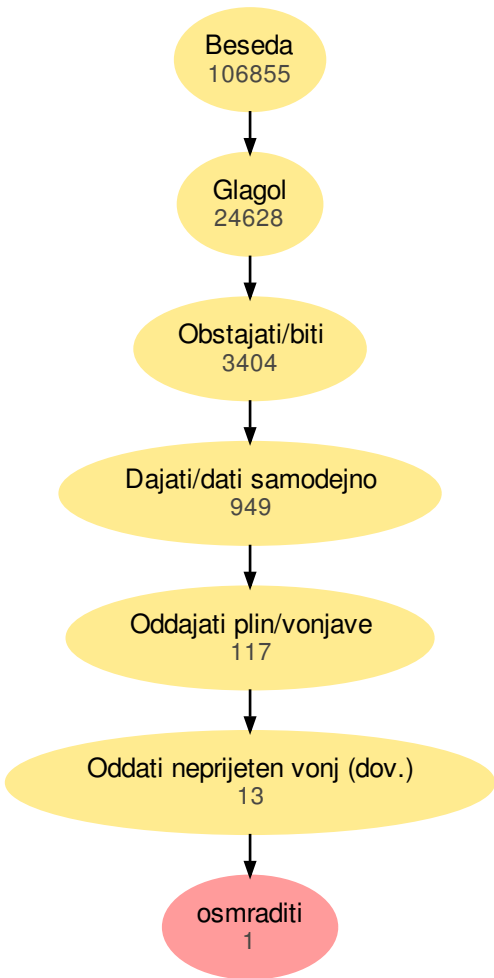 Beseda
106855
Glagol
24628
Obstajati/biti
3404
Dajati/dati samodejno
949
Oddajati plin/vonjave
117
Oddati neprijeten vonj (dov.)
13
osmraditi
1